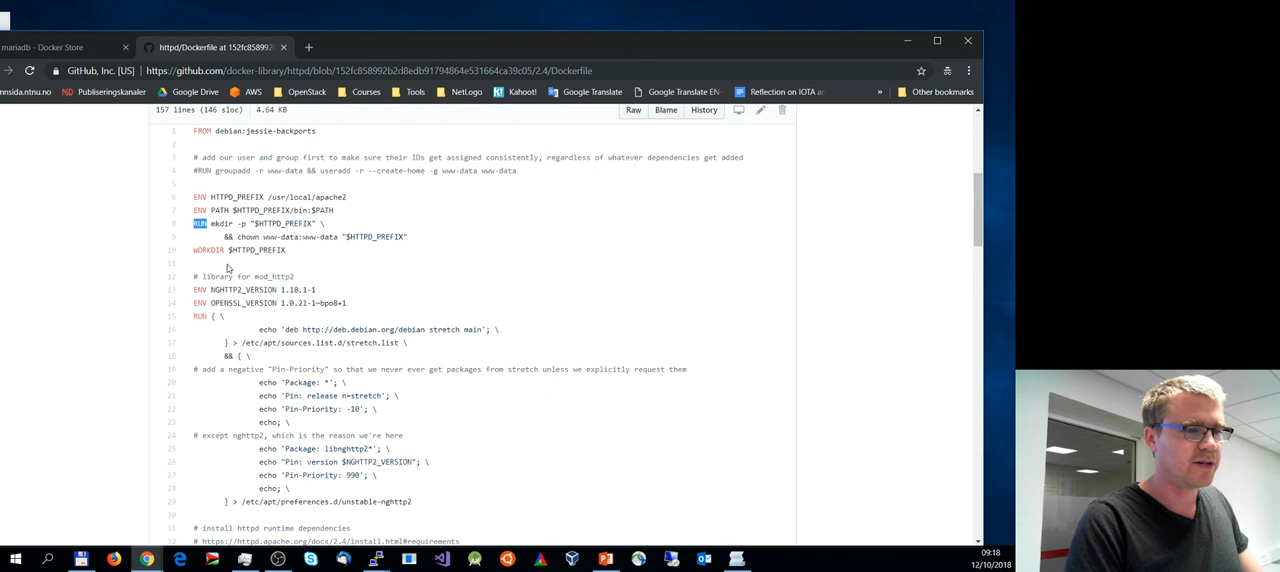 mariadb - Docker Store
httpd/Dockerfile at 152fc858992
GitHub, Inc. [US]
https://github.com/docker-library/httpd/blob/152fc858992b2d8edb91794864e531664ca39c05/2.4/Dockerfile
nnsida.ntnu.no
Publiseringskanaler
Google Drive
AWS
OpenStack
Courses
Tools
NetLogo
Kahoot!
Google Translate
Google Translate EN-
Reflection on IOTA
»
Other bookmarks
157 lines (146 sloc) 4.64 KB
Raw Blame History
1 FROM debian:jessie-backports
2
3 # add our user and group first to make sure their IDs get assigned consistently, regardless of whatever dependencies get added
4 #RUN groupadd -r www-data && useradd -r --create-home -g www-data www-data
5
6 ENV HTTPD_PREFIX /usr/local/apache2
7 ENV PATH $HTTPD_PREFIX/bin:$PATH
8 RUN mkdir -p "$HTTPD_PREFIX" \
9 && chown www-data:www-data "$HTTPD_PREFIX"
10 WORKDIR $HTTPD_PREFIX
11
12 # library for mod_http2
13 ENV NGHTTP2_VERSION 1.18.1-1
14 ENV OPENSSL_VERSION 1.0.2l-1~bpo8+1
15 RUN { \
16 echo 'deb http://deb.debian.org/debian stretch main'; \
17 } > /etc/apt/sources.list.d/stretch.list \
18 && { \
19 # add a negative "Pin-Priority" so that we never ever get packages from stretch unless we explicitly request them
20 echo 'Package: *'; \
21 echo 'Pin: release n=stretch'; \
22 echo 'Pin-Priority: -10'; \
23 echo; \
24 # except nghttp2, which is the reason we're here
25 echo 'Package: libnghttp2*'; \
26 echo "Pin: version $NGHTTP2_VERSION"; \
27 echo 'Pin-Priority: 990'; \
28 echo; \
29 } > /etc/apt/preferences.d/unstable-nghttp2
30
31 # install httpd runtime dependencies
32 # https://httpd.apache.org/docs/2.4/install.html#requirements
09:18
12/10/2018